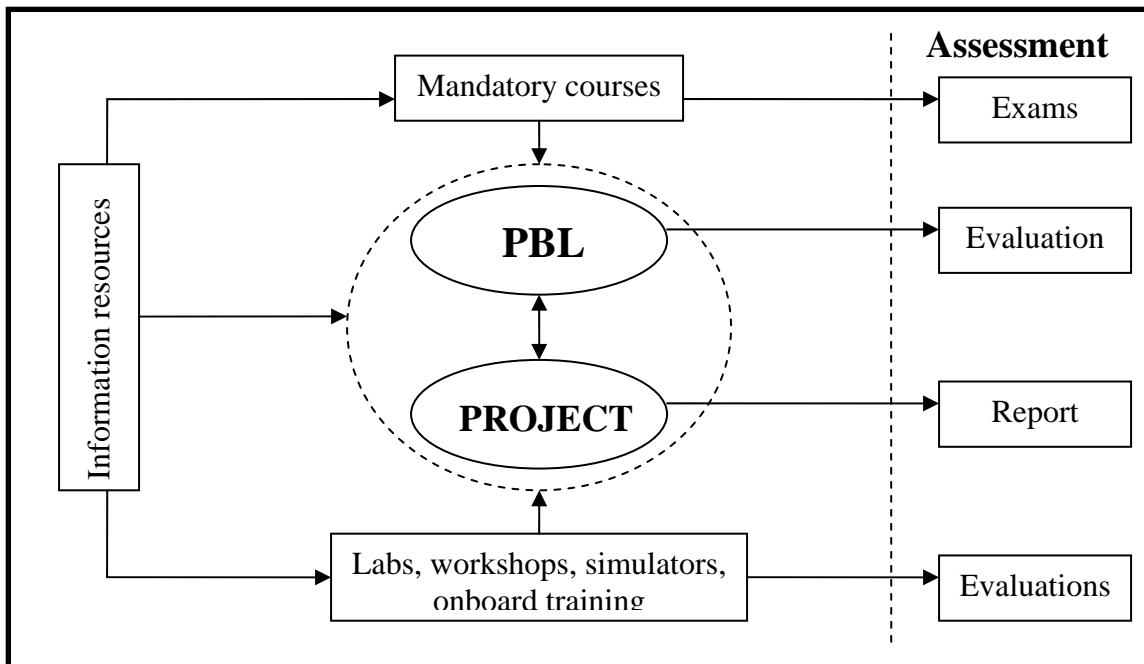 Assessment
Mandatory courses
Exams
Information resources
PBL
Evaluation
PROJECT
Report
Labs, workshops, simulators,
onboard training
Evaluations